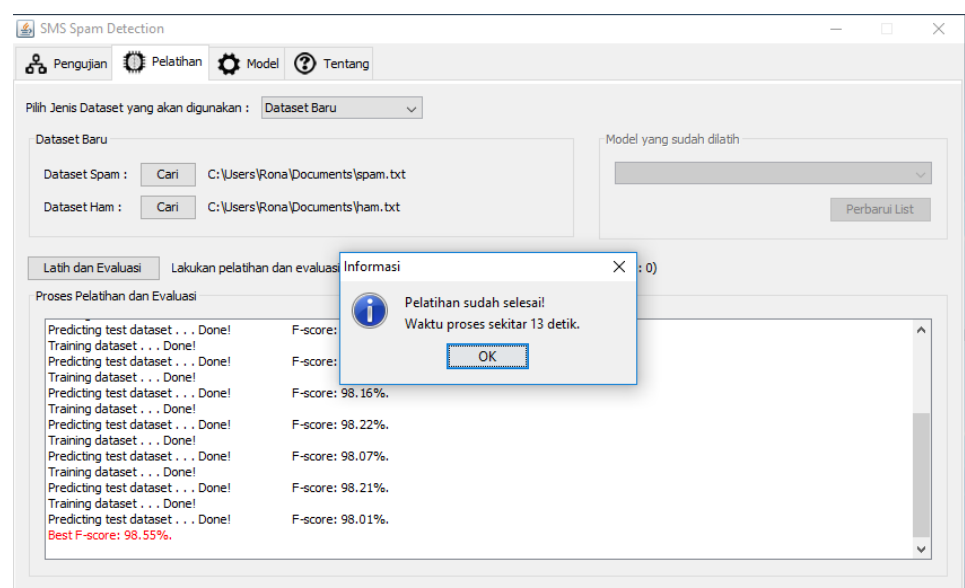 SMS Spam Detection
Pengujian Pelatihan Model Tentang
Pilih Jenis Dataset yang akan digunakan : Dataset Baru
Dataset Baru
Dataset Spam : Cari C:\Users\Rona\Documents\spam.txt
Dataset Ham : Cari C:\Users\Rona\Documents\ham.txt
Model yang sudah dilatih
Perbarui List
Latih dan Evaluasi Lakukan pelatihan dan evaluasi : 0)
Informasi
Pelatihan sudah selesai!
Waktu proses sekitar 13 detik.
OK
Proses Pelatihan dan Evaluasi
Predicting test dataset . . . Done! F-score:
Training dataset . . . Done!
Predicting test dataset . . . Done! F-score:
Training dataset . . . Done!
Predicting test dataset . . . Done! F-score: 98.16%.
Training dataset . . . Done!
Predicting test dataset . . . Done! F-score: 98.22%.
Training dataset . . . Done!
Predicting test dataset . . . Done! F-score: 98.07%.
Training dataset . . . Done!
Predicting test dataset . . . Done! F-score: 98.21%.
Training dataset . . . Done!
Predicting test dataset . . . Done! F-score: 98.01%.
Best F-score: 98.55%.